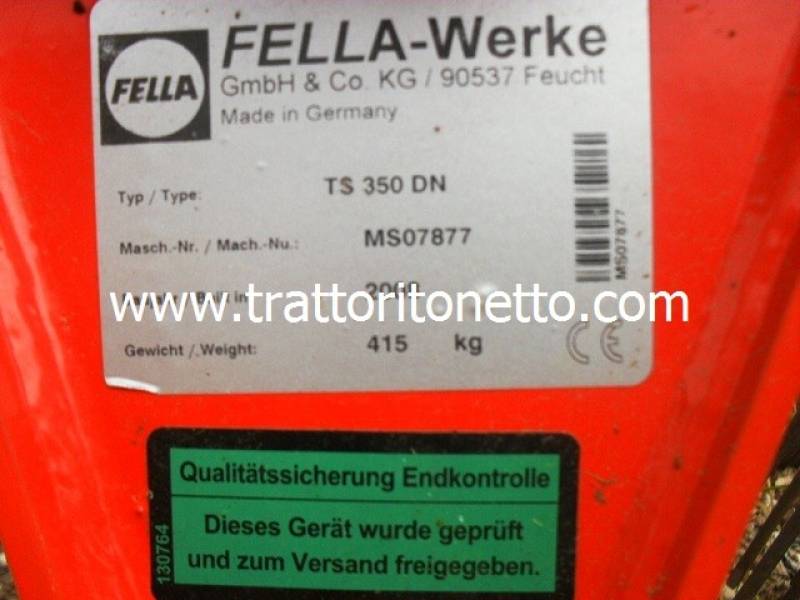 FELLA
FELLA-Werke
GmbH & Co. KG / 90537 Feucht
Made in Germany
Typ / Type: TS 350 DN
Masch.-Nr. / Mach.-Nu.: MS07877
MS07877
www.trattoritonetto.com
Gewicht / Weight: 415 kg
CE
Qualitätssicherung Endkontrolle
Dieses Gerät wurde geprüft
und zum Versand freigegeben.
130764